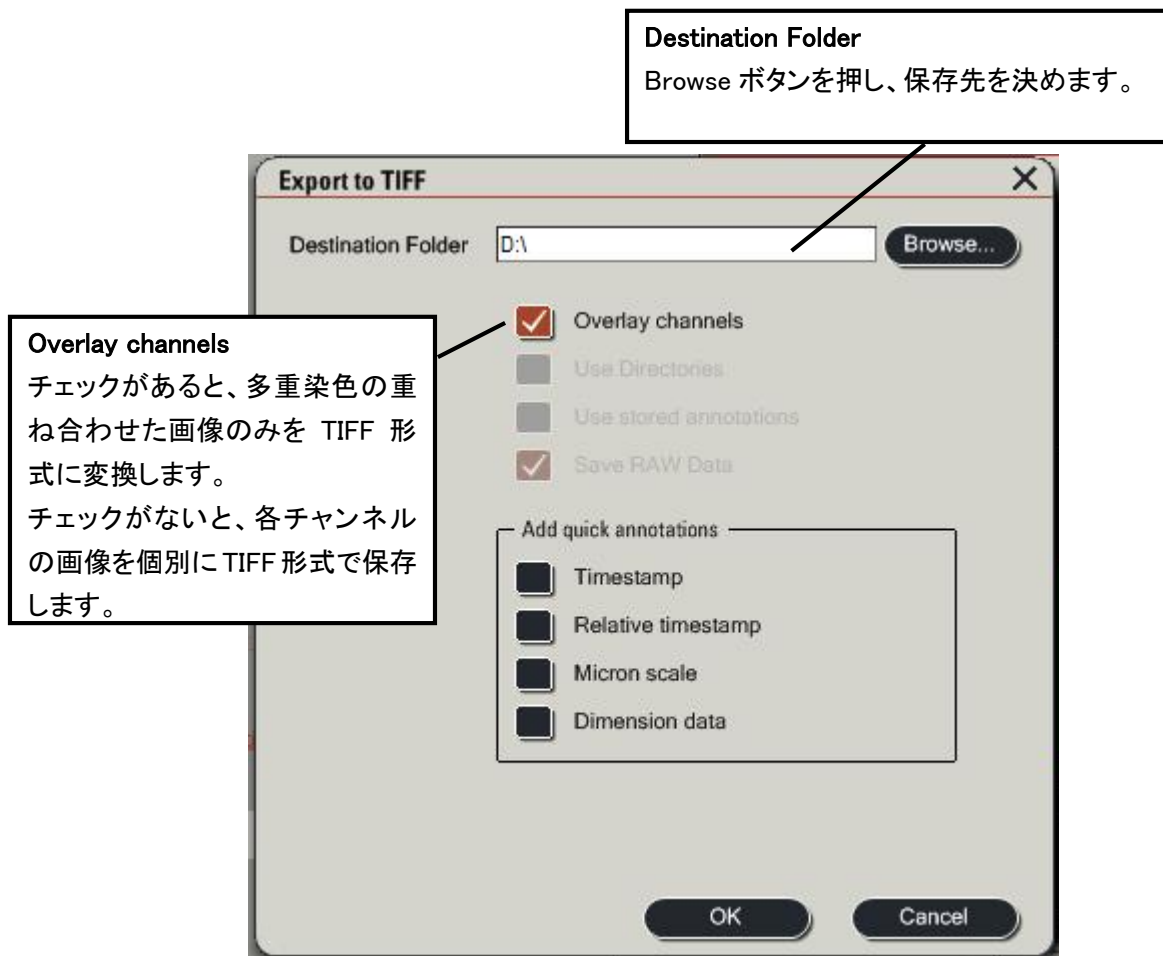 Destination Folder
Browse ボタンを押し、保存先を決めます。
Export to TIFF
Destination Folder
D:\
Browse...
Overlay channels
チェックがあると、多重染色の重
ね合わせた画像のみを TIFF 形
式に変換します。
チェックがないと、各チャンネル
の画像を個別に TIFF 形式で保存
します。
Overlay channels
Use Directories
Use stored annotations
Save RAW Data
Add quick annotations
Timestamp
Relative timestamp
Micron scale
Dimension data
OK
Cancel